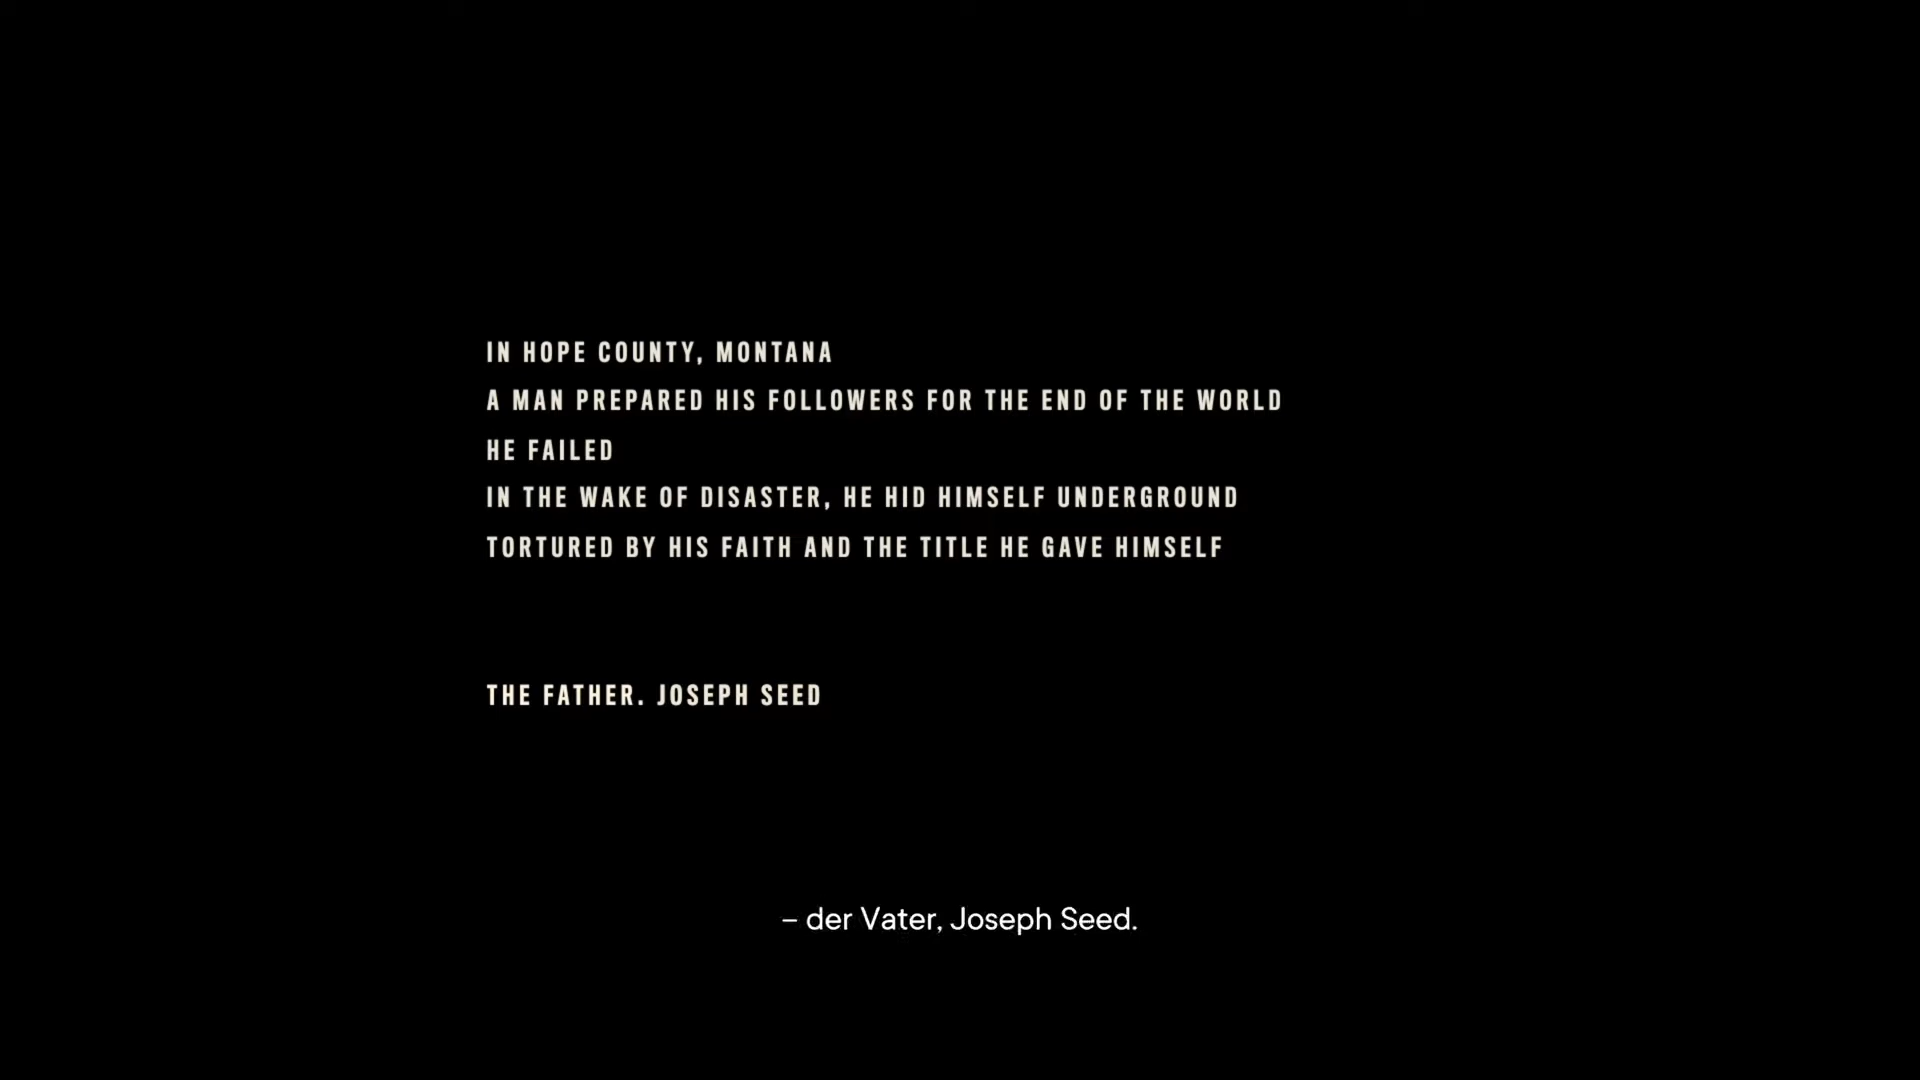 IN HOPE COUNTY, MONTANA
A MAN PREPARED HIS FOLLOWERS FOR THE END OF THE WORLD
HE FAILED
IN THE WAKE OF DISASTER, HE HID HIMSELF UNDERGROUND
TORTURED BY HIS FAITH AND THE TITLE HE GAVE HIMSELF
THE FATHER. JOSEPH SEED
– der Vater, Joseph Seed.